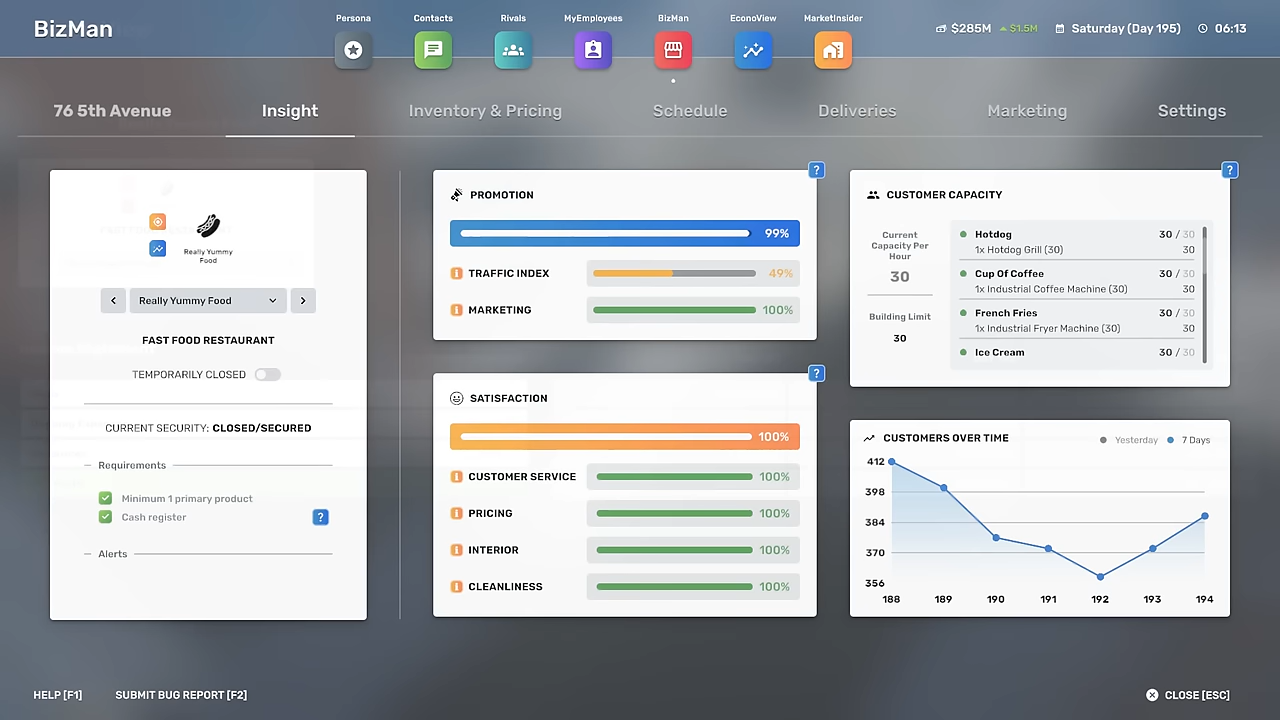 BizMan
Persona
Contacts
Rivals
MyEmployees
BizMan
EconoView
MarketInsider
$285M
$1.5M
Saturday (Day 195)
06:13
76 5th Avenue
Insight
Inventory & Pricing
Schedule
Deliveries
Marketing
Settings
Really Yummy
Food
Really Yummy Food
FAST FOOD RESTAURANT
TEMPORARILY CLOSED
CURRENT SECURITY: CLOSED/SECURED
Requirements
Minimum 1 primary product
Cash register
?
Alerts
?
PROMOTION
99%
TRAFFIC INDEX
49%
MARKETING
100%
?
SATISFACTION
100%
CUSTOMER SERVICE
100%
PRICING
100%
INTERIOR
100%
CLEANLINESS
100%
?
CUSTOMER CAPACITY
Current
Capacity Per
Hour
30
Building Limit
30
Hotdog 30 / 30
1x Hotdog Grill (30) 30
Cup Of Coffee 30 / 30
1x Industrial Coffee Machine (30) 30
French Fries 30 / 30
1x Industrial Fryer Machine (30) 30
Ice Cream 30 / 30
CUSTOMERS OVER TIME
Yesterday
7 Days
412
398
384
370
356
188 189 190 191 192 193 194
HELP [F1]
SUBMIT BUG REPORT [F2]
CLOSE [ESC]